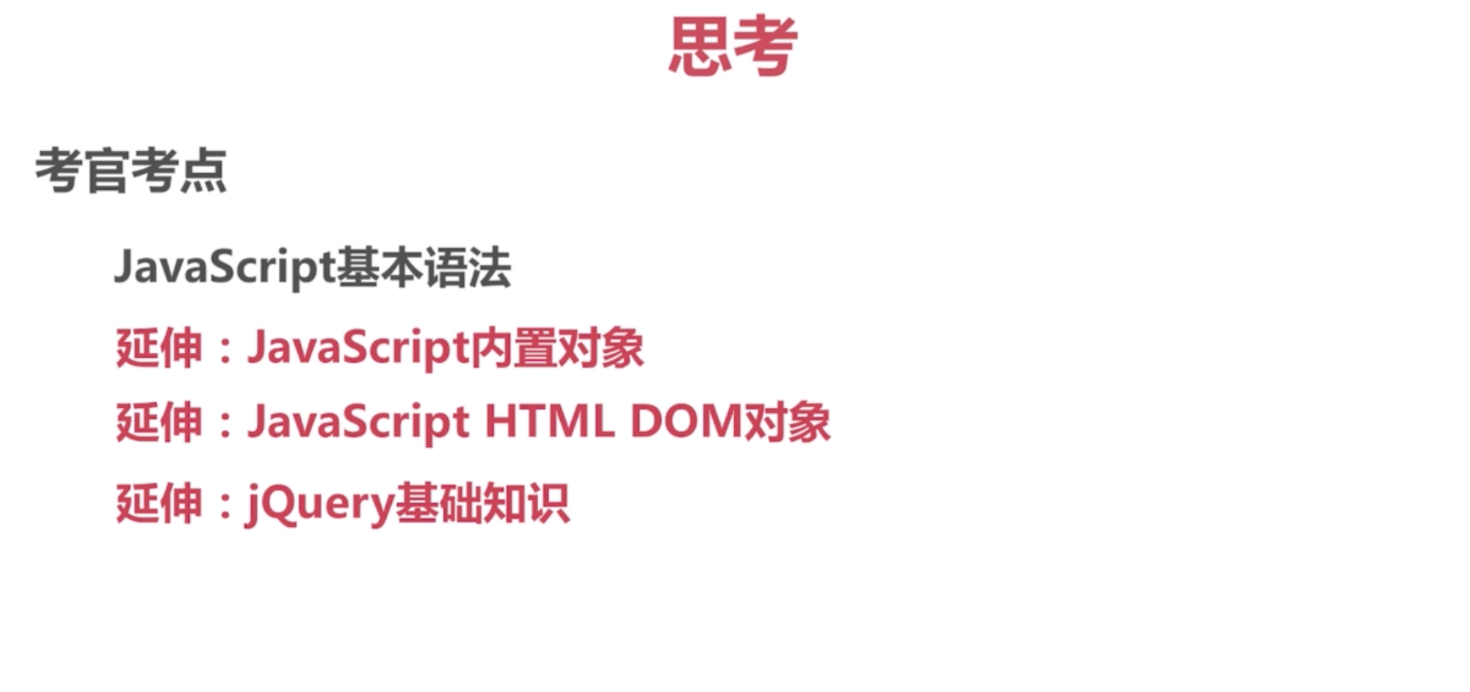 思考
考官考点
JavaScript基本语法
延伸：JavaScript内置对象
延伸：JavaScript HTML DOM对象
延伸：jQuery基础知识